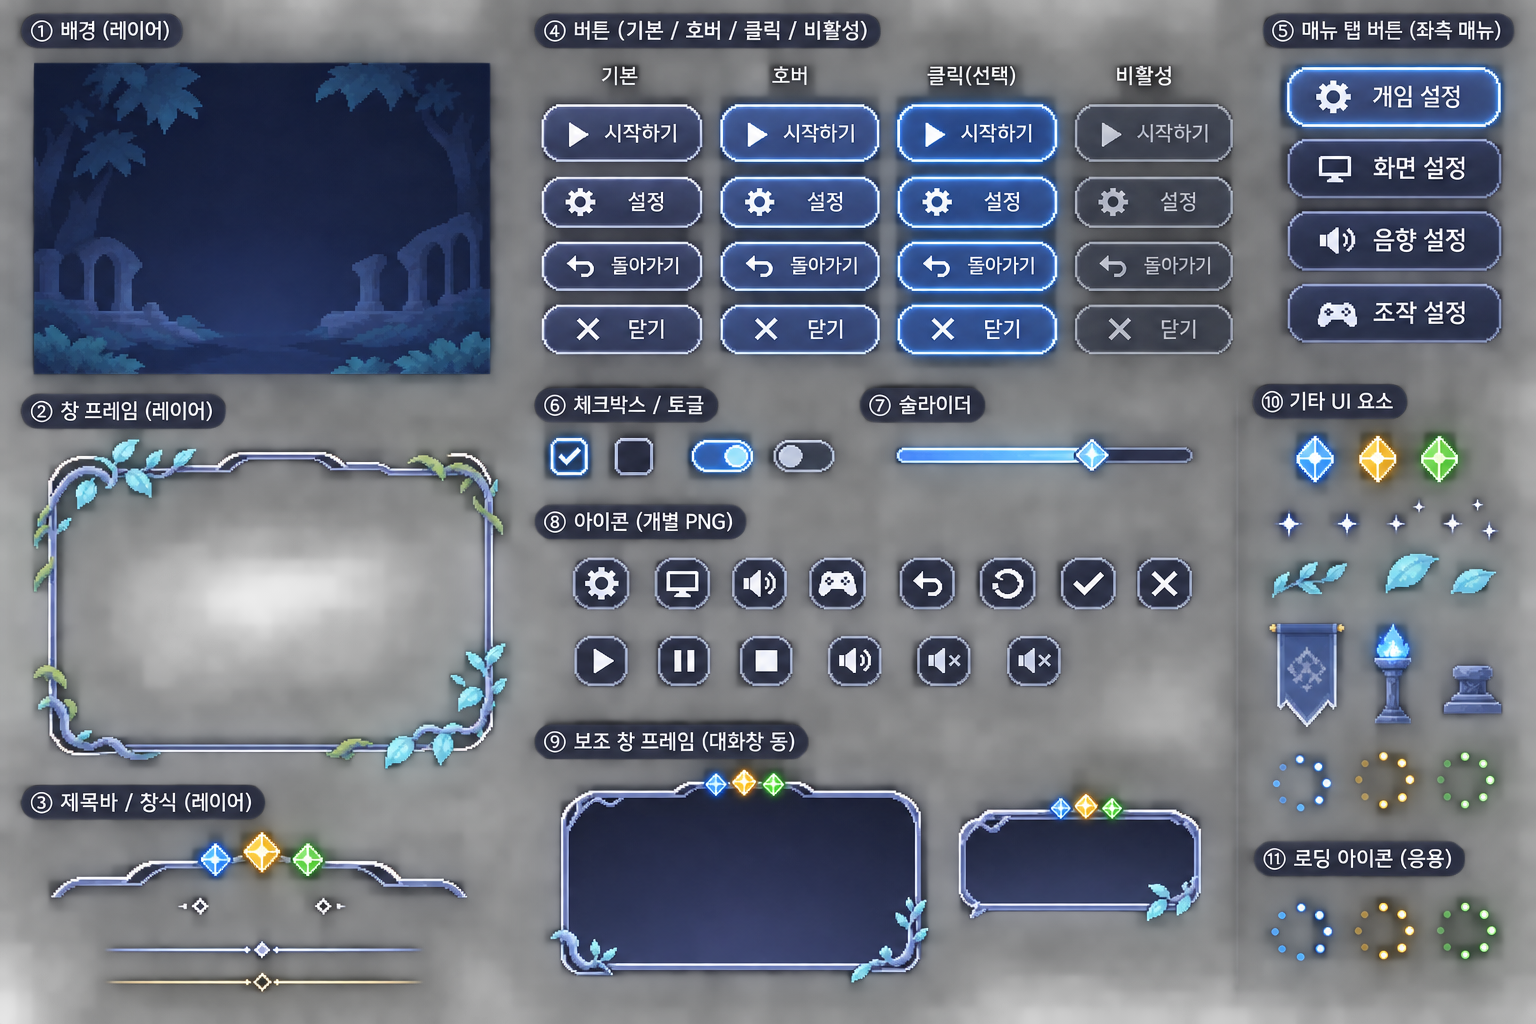 ① 배경 (레이어)
② 창 프레임 (레이어)
③ 제목바 / 창식 (레이어)
④ 버튼 (기본 / 호버 / 클릭 / 비활성)
기본 호버 클릭(선택) 비활성
시작하기 시작하기 시작하기 시작하기
설정 설정 설정 설정
돌아가기 돌아가기 돌아가기 돌아가기
닫기 닫기 닫기 닫기
⑤ 매뉴 탭 버튼 (좌측 매뉴)
개임 설정
화면 설정
음향 설정
조작 설정
⑥ 체크박스 / 토글
⑦ 술라이더
⑧ 아이콘 (개별 PNG)
⑨ 보조 창 프레임 (대화창 동)
⑩ 기타 UI 요소
⑪ 로딩 아이콘 (응용)